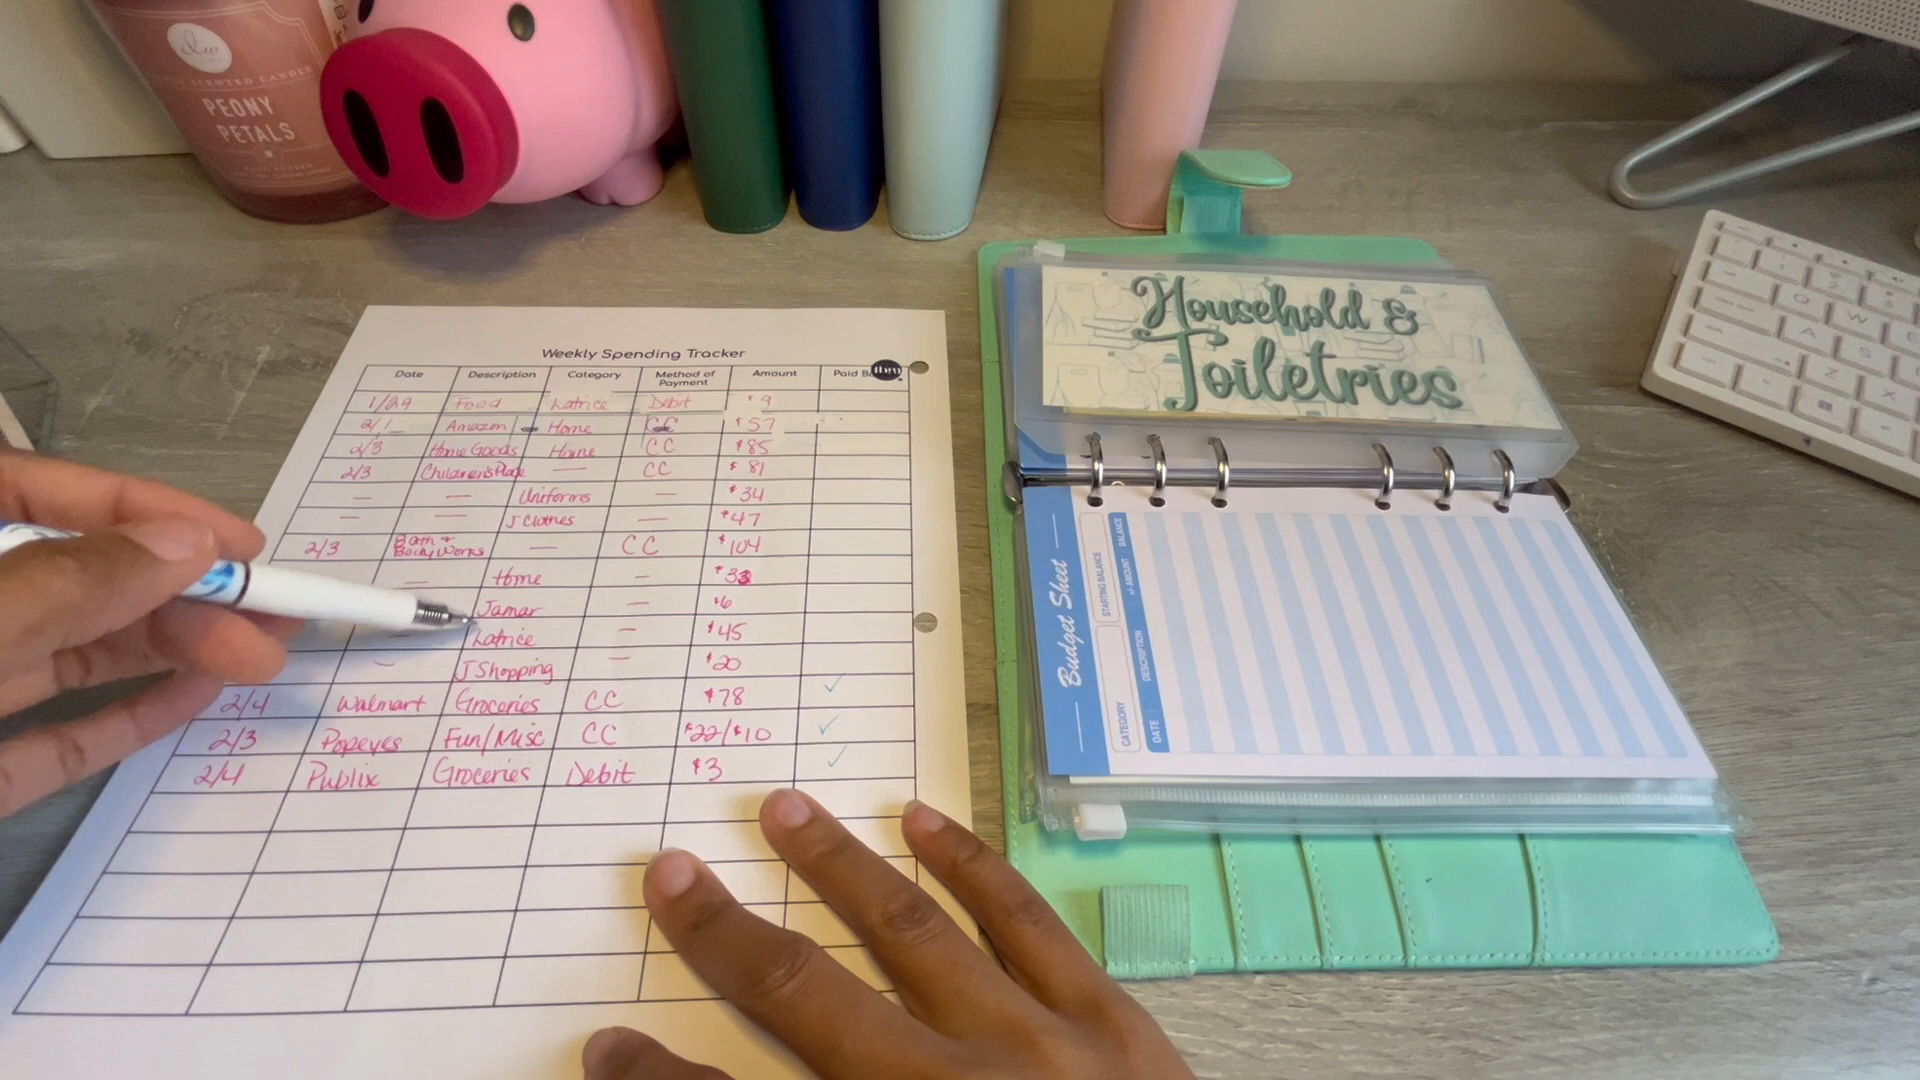 PEONY
PETALS
Weekly Spending Tracker
Date Description Category Method of Payment Amount Paid
1/29 Food Latrice Debit $9
2/1 Amazon Home CC $57
2/3 Home Goods Home CC $85
2/3 Children's Place — CC $81
— — Uniforms — $34
— — J Clothes — $47
2/3 Bath & Body Works — CC $104
— Home — $33
Jamar — $6
— Latrice — $45
— J Shopping — $20
2/4 Walmart Groceries CC $78 ✓
2/3 Popeyes Fun/Misc CC $22/$10 ✓
2/4 Publix Groceries Debit $3 ✓
Household &
Toiletries
Budget Sheet
CATEGORY STARTING BALANCE
DATE DESCRIPTION +/- AMOUNT BALANCE